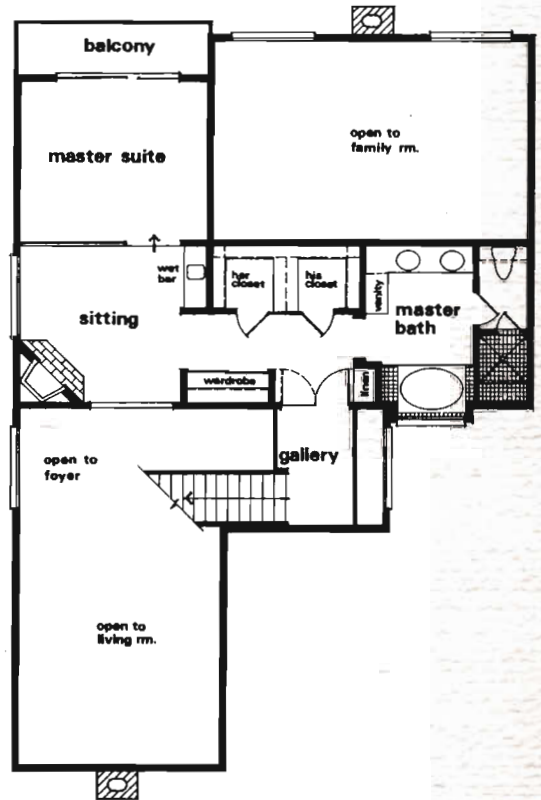 balcony
open to
family rm.
master suite
wet
bar
her
closet
his
closet
vanity
master
bath
sitting
wardrobe
linen
gallery
open to
foyer
open to
living rm.